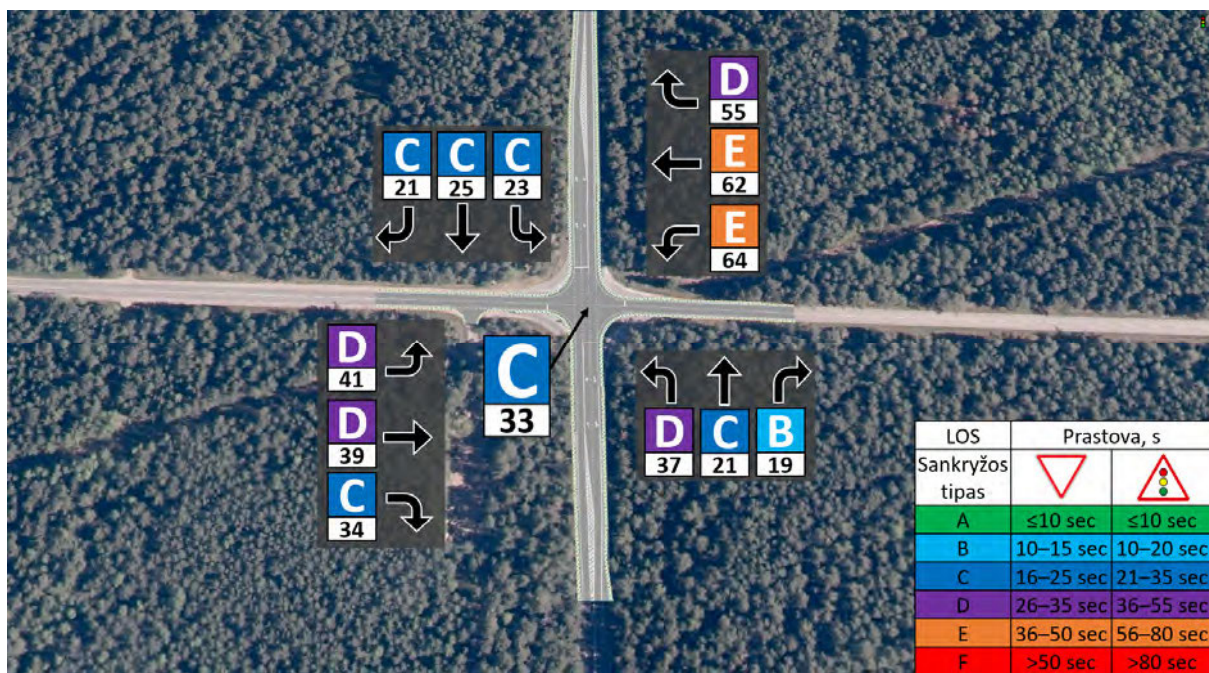 D
55
E
62
E
64
C C C
21 25 23
D
41
D
39
C
34
C
33
D C B
37 21 19
LOS Prastova, s
Sankryžos
tipas
A ≤10 sec ≤10 sec
B 10–15 sec 10–20 sec
C 16–25 sec 21–35 sec
D 26–35 sec 36–55 sec
E 36–50 sec 56–80 sec
F >50 sec >80 sec